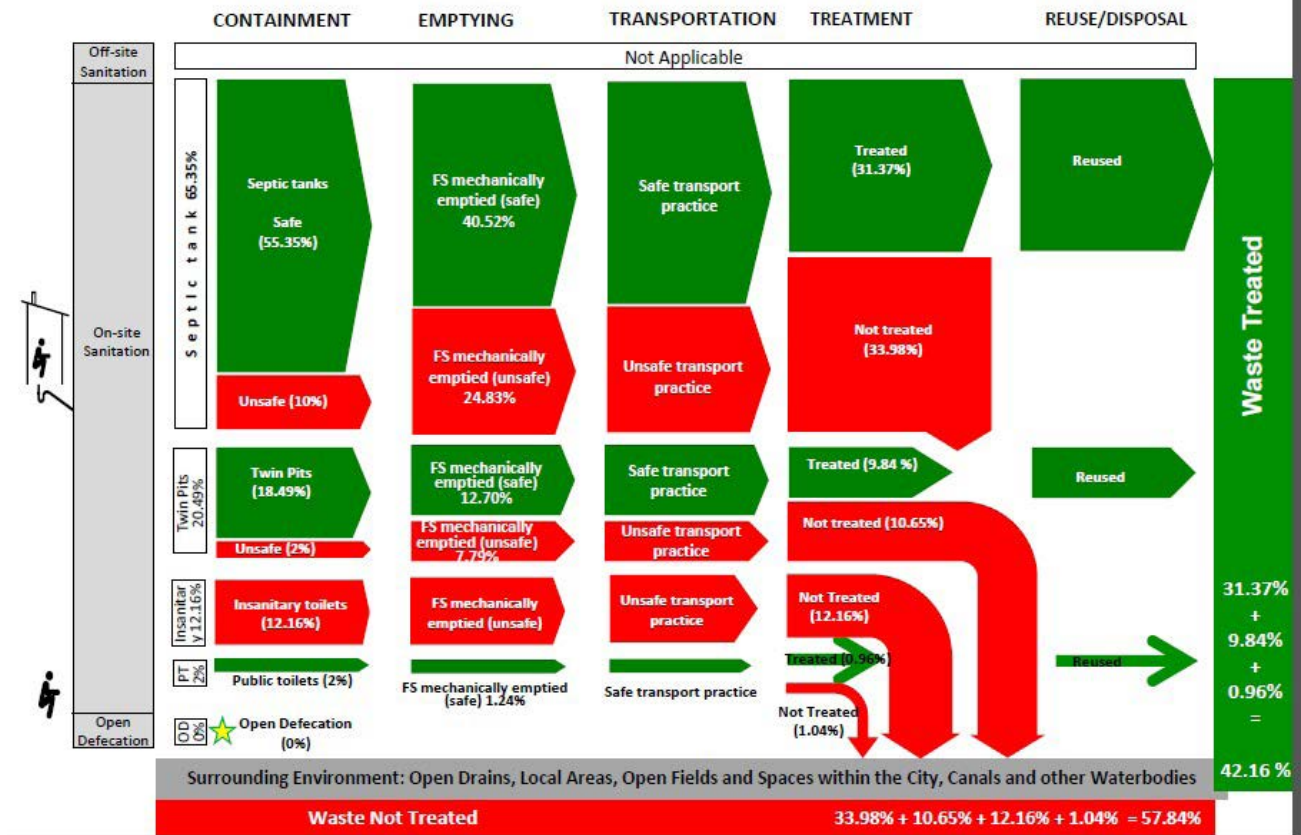 CONTAINMENT
EMPTYING
TRANSPORTATION
TREATMENT
REUSE/DISPOSAL
Off-site
Sanitation
Not Applicable
On-site
Sanitation
Septic tank 65.35%
Septic tanks
Safe
(55.35%)
FS mechanically
emptied (safe)
40.52%
Safe transport
practice
Treated
(31.37%)
Reused
Unsafe (10%)
FS mechanically
emptied (unsafe)
24.83%
Unsafe transport
practice
Not treated
(33.98%)
Twin Pits
20.49%
Twin Pits
(18.49%)
FS mechanically
emptied (safe)
12.70%
Safe transport
practice
Treated (9.84 %)
Reused
Unsafe (2%)
FS mechanically
emptied (unsafe)
7.79%
Unsafe transport
practice
Not treated (10.65%)
Insanitar
y 12.16%
Insanitary toilets
(12.16%)
FS mechanically
emptied (unsafe)
Unsafe transport
practice
Not Treated
(12.16%)
PT
2%
Public toilets (2%)
FS mechanically emptied
(safe) 1.24%
Safe transport practice
Treated (0.96%)
Reused
Not Treated
(1.04%)
Open
Defecation
OD
0%
Open Defecation
(0%)
Waste Treated
31.37%
+
9.84%
+
0.96%
=
42.16 %
Surrounding Environment: Open Drains, Local Areas, Open Fields and Spaces within the City, Canals and other Waterbodies
Waste Not Treated
33.98% + 10.65% + 12.16% + 1.04% = 57.84%